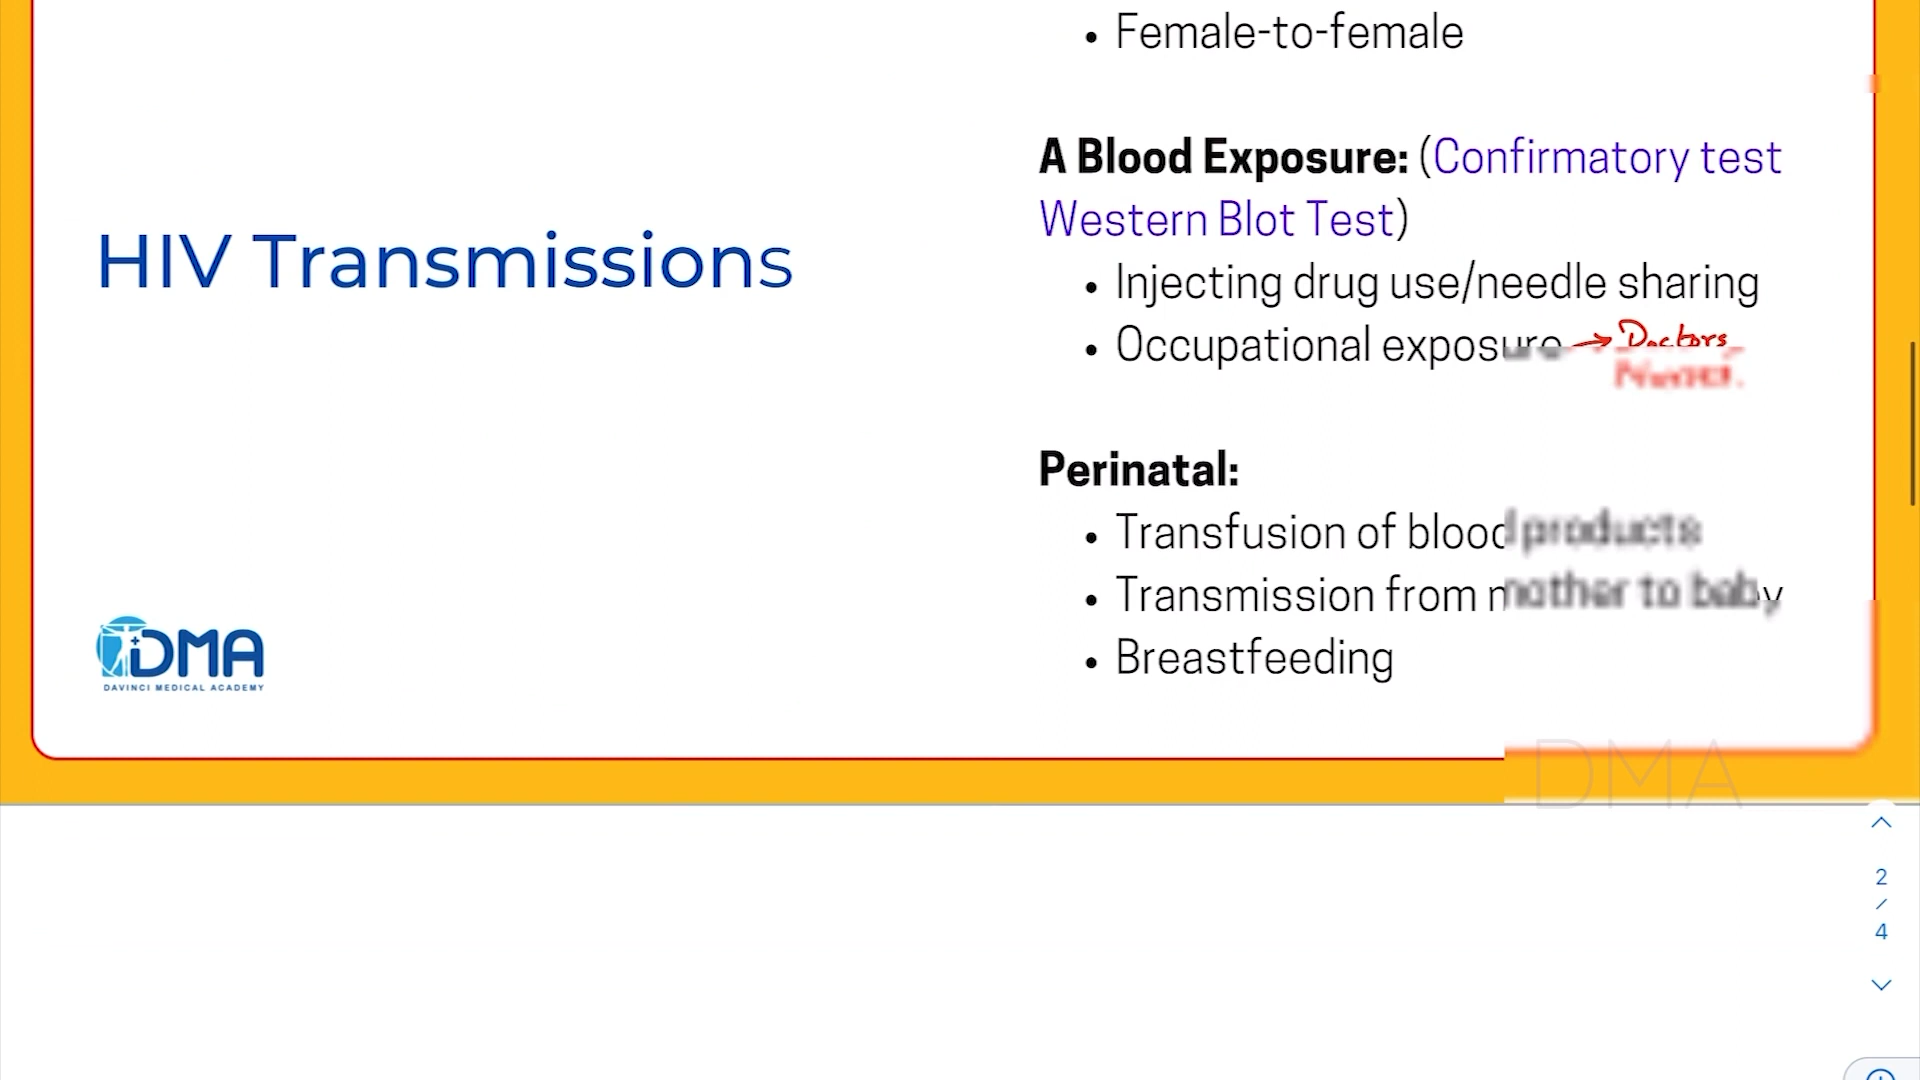 Female-to-female
A Blood Exposure: (Confirmatory test
Western Blot Test)
HIV Transmissions
Injecting drug use/needle sharing
Occupational exposure → Doctors
Perinatal:
Transfusion of blood products
Transmission from mother to baby
Breastfeeding
DMA
DAVINCI MEDICAL ACADEMY
DMA
2
/
4